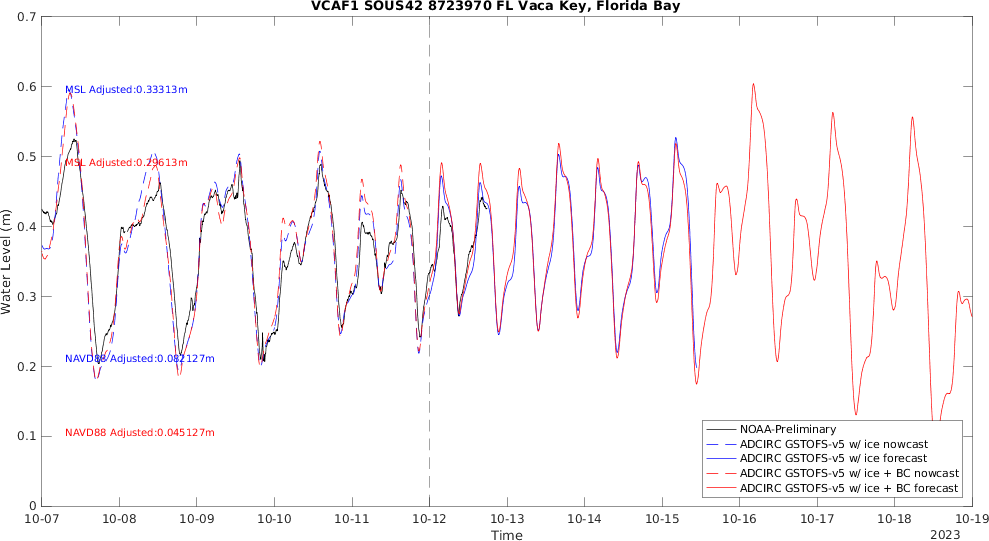 VCAF1 SOUS42 8723970 FL Vaca Key, Florida Bay
0.7
0.6
0.5
0.4
0.3
0.2
0.1
0
Water Level (m)
MSL Adjusted:0.33313m
MSL Adjusted:0.29613m
NAVD88 Adjusted:0.082127m
NAVD88 Adjusted:0.045127m
NOAA-Preliminary
ADCIRC GSTOFS-v5 w/ ice nowcast
ADCIRC GSTOFS-v5 w/ ice forecast
ADCIRC GSTOFS-v5 w/ ice + BC nowcast
ADCIRC GSTOFS-v5 w/ ice + BC forecast
10-07 10-08 10-09 10-10 10-11 10-12 10-13 10-14 10-15 10-16 10-17 10-18 10-19
Time
2023